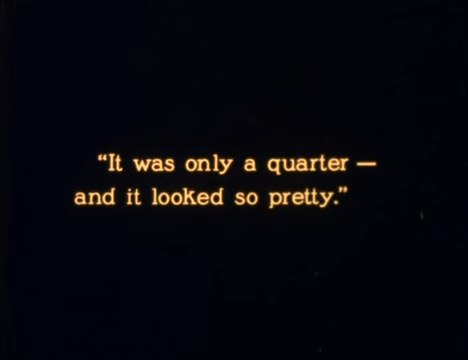 “It was only a quarter —
and it looked so pretty.”